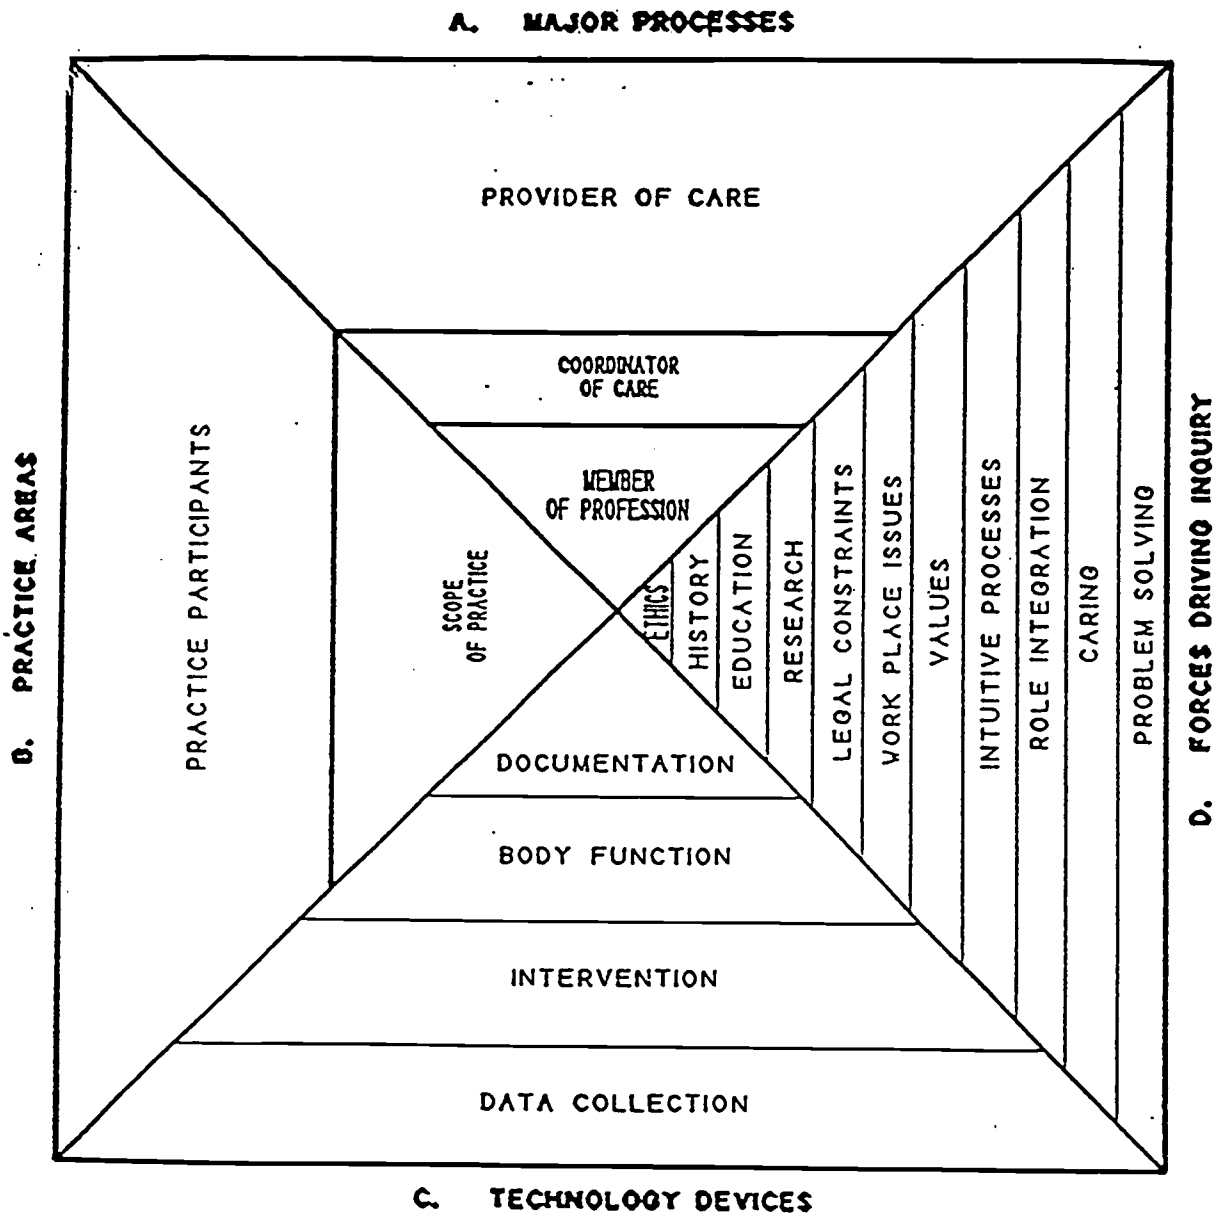 A. MAJOR PROCESSES
PROVIDER OF CARE
COORDINATOR
OF CARE
MEMBER
OF PROFESSION
B. PRACTICE AREAS
PRACTICE PARTICIPANTS
SCOPE
OF PRACTICE
ETHICS
HISTORY
EDUCATION
RESEARCH
LEGAL CONSTRAINTS
WORK PLACE ISSUES
VALUES
INTUITIVE PROCESSES
ROLE INTEGRATION
CARING
PROBLEM SOLVING
D. FORCES DRIVING INQUIRY
DOCUMENTATION
BODY FUNCTION
INTERVENTION
DATA COLLECTION
C. TECHNOLOGY DEVICES